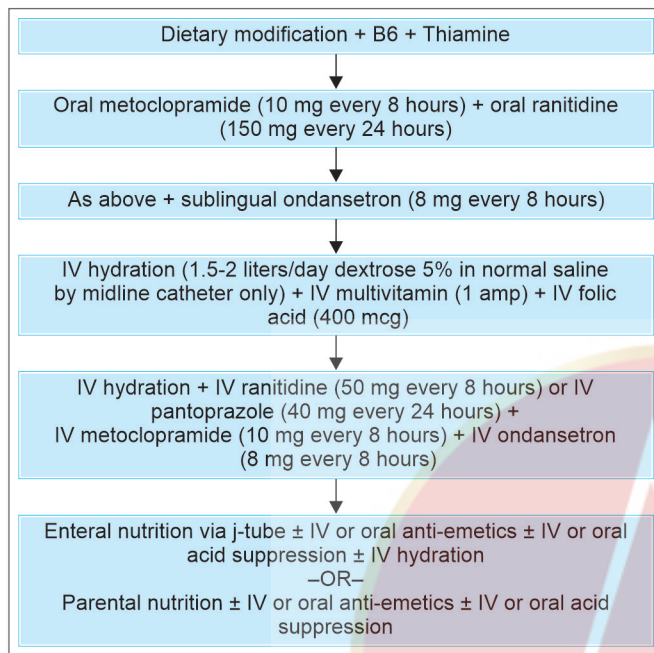 Dietary modification + B6 + Thiamine
Oral metoclopramide (10 mg every 8 hours) + oral ranitidine
(150 mg every 24 hours)
As above + sublingual ondansetron (8 mg every 8 hours)
IV hydration (1.5-2 liters/day dextrose 5% in normal saline
by midline catheter only) + IV multivitamin (1 amp) + IV folic
acid (400 mcg)
IV hydration + IV ranitidine (50 mg every 8 hours) or IV
pantoprazole (40 mg every 24 hours) +
IV metoclopramide (10 mg every 8 hours) + IV ondansetron
(8 mg every 8 hours)
Enteral nutrition via j-tube ± IV or oral anti-emetics ± IV or oral
acid suppression ± IV hydration
–OR–
Parental nutrition ± IV or oral anti-emetics ± IV or oral acid
suppression